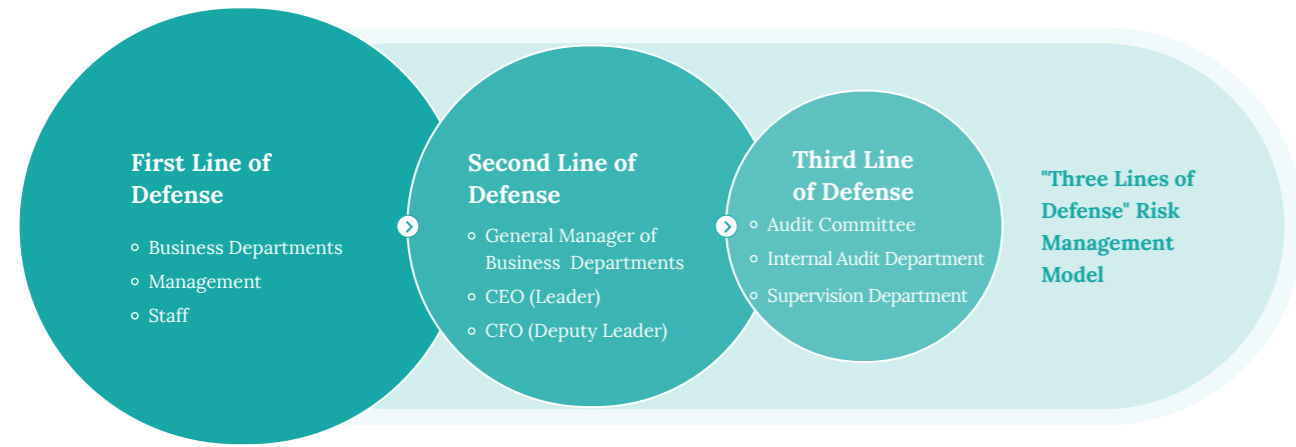 First Line of
Defense
Business Departments
Management
Staff
Second Line of
Defense
General Manager of
Business Departments
CEO (Leader)
CFO (Deputy Leader)
Third Line
of Defense
Audit Committee
Internal Audit Department
Supervision Department
"Three Lines of
Defense" Risk
Management
Model